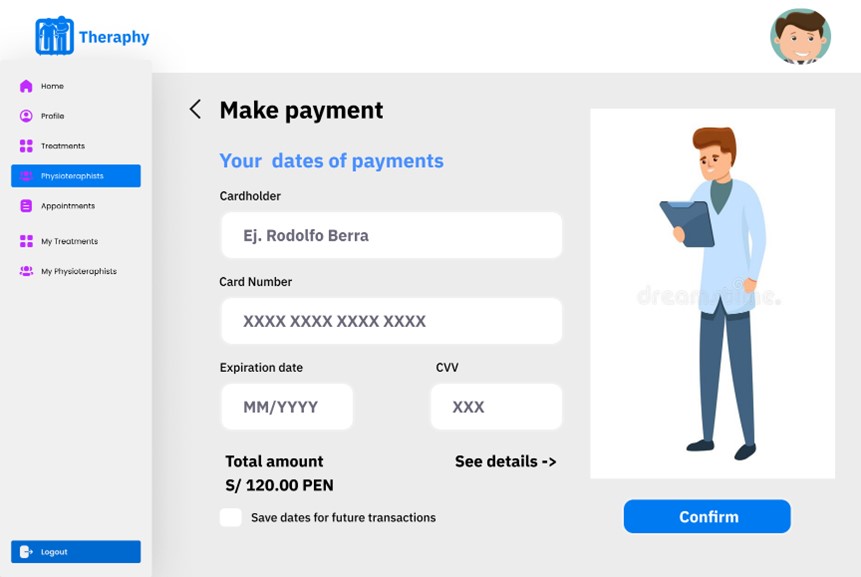 Theraphy
Home
Profile
Treatments
Physioteraphists
Appointments
My Treatments
My Physioteraphists
Logout
Make payment
Your dates of payments
Cardholder
Ej. Rodolfo Berra
Card Number
XXXX XXXX XXXX XXXX
Expiration date
CVV
MM/YYYY
XXX
Total amount
See details ->
S/ 120.00 PEN
Save dates for future transactions
dreamstime.
Confirm